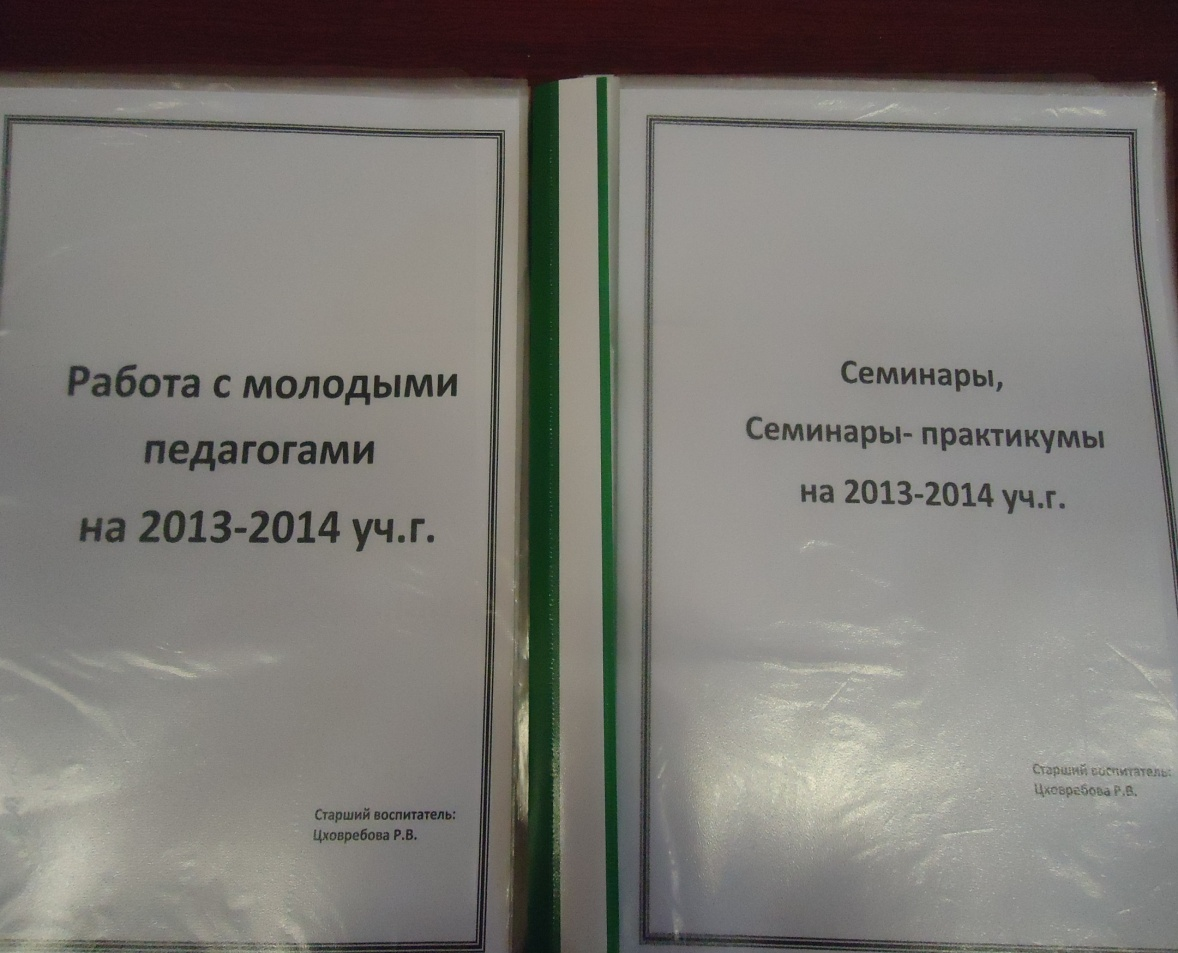 Работа с молодыми
педагогами
на 2013-2014 уч.г.
Старший воспитатель:
Цховребова Р.В.
Семинары,
Семинары- практикумы
на 2013-2014 уч.г.
Старший воспитатель:
Цховребова Р.В.